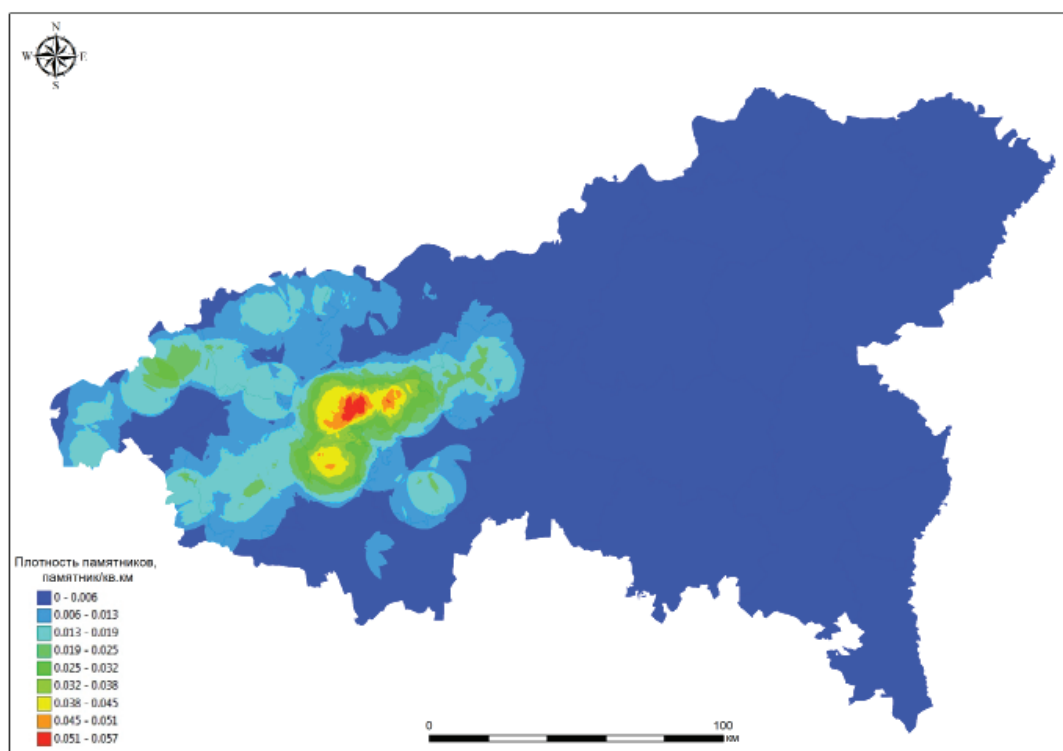 N
W E
S
Плотность памятников,
памятник/кв.км
0 - 0.006
0.006 - 0.013
0.013 - 0.019
0.019 - 0.025
0.025 - 0.032
0.032 - 0.038
0.038 - 0.045
0.045 - 0.051
0.051 - 0.057
0 100
км